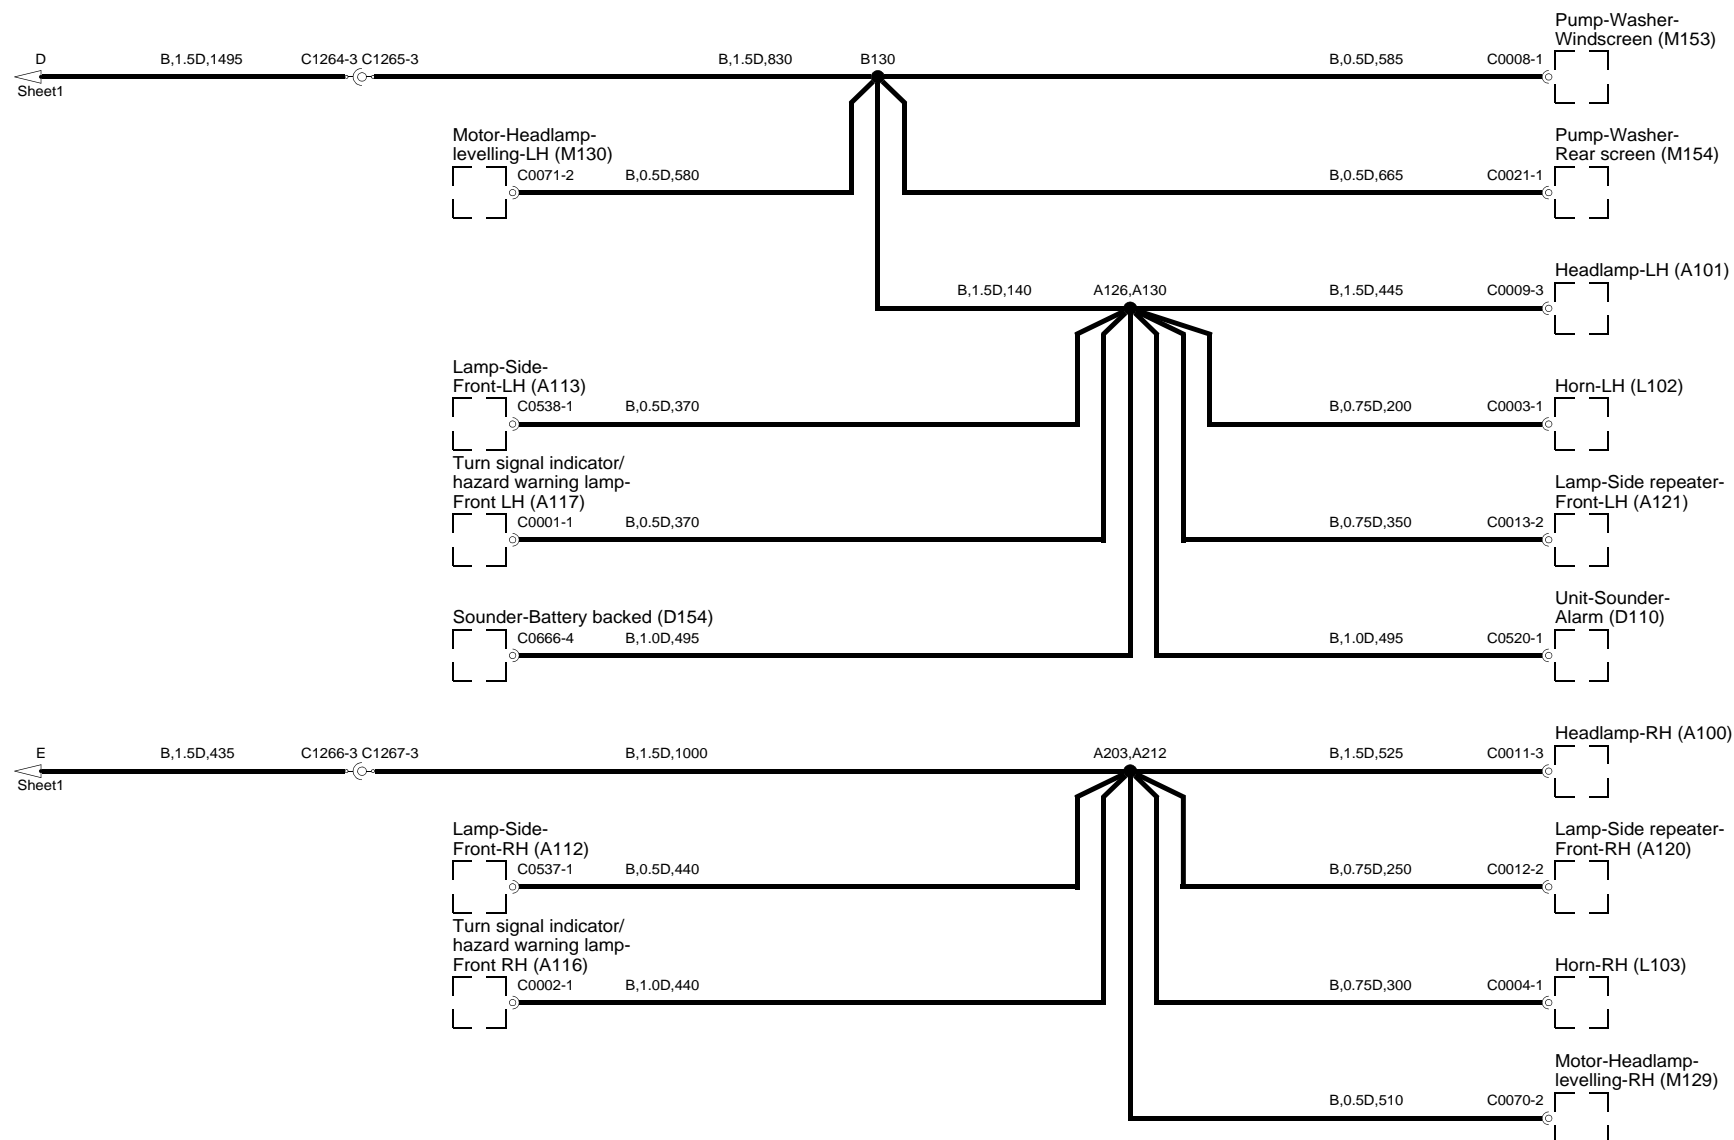 Pump-Washer-
Windscreen (M153)
D
B,1.5D,1495
C1264-3 C1265-3
B,1.5D,830
B130
B,0.5D,585
C0008-1
Sheet1
Motor-Headlamp-
levelling-LH (M130)
C0071-2
B,0.5D,580
Pump-Washer-
Rear screen (M154)
B,0.5D,665
C0021-1
Headlamp-LH (A101)
B,1.5D,140
A126,A130
B,1.5D,445
C0009-3
Lamp-Side-
Front-LH (A113)
C0538-1
B,0.5D,370
Horn-LH (L102)
B,0.75D,200
C0003-1
Turn signal indicator/
hazard warning lamp-
Front LH (A117)
C0001-1
B,0.5D,370
Lamp-Side repeater-
Front-LH (A121)
B,0.75D,350
C0013-2
Sounder-Battery backed (D154)
C0666-4
B,1.0D,495
Unit-Sounder-
Alarm (D110)
B,1.0D,495
C0520-1
Headlamp-RH (A100)
E
B,1.5D,435
C1266-3 C1267-3
B,1.5D,1000
A203,A212
B,1.5D,525
C0011-3
Sheet1
Lamp-Side-
Front-RH (A112)
C0537-1
B,0.5D,440
Lamp-Side repeater-
Front-RH (A120)
B,0.75D,250
C0012-2
Turn signal indicator/
hazard warning lamp-
Front RH (A116)
C0002-1
B,1.0D,440
Horn-RH (L103)
B,0.75D,300
C0004-1
Motor-Headlamp-
levelling-RH (M129)
B,0.5D,510
C0070-2